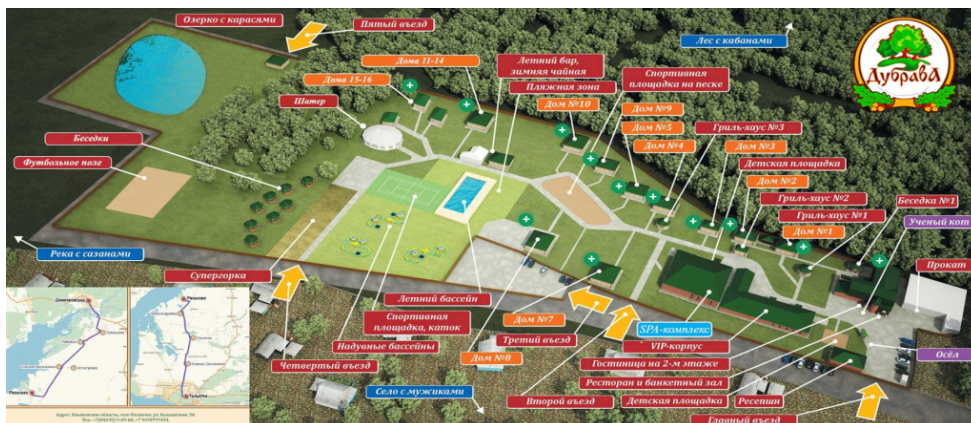 Озерко с карасями
Пятый въезд
Лес с кабанами
Дубрава
Дома 11-14
Летний бар,
зимняя чайная
Дома 15-16
Пляжная зона
Спортивная
площадка на песке
Дом №10
Шатер
Дом №9
Дом №5
Гриль-хаус №3
Беседки
Дом №4
Дом №3
Футбольное поле
Детская площадка
Дом №2
Гриль-хаус №2
Беседка №1
Гриль-хаус №1
Ученый кот
Дом №1
Река с сазанами
Прокат
Супергорка
Летний бассейн
Спортивная
площадка, каток
Дом №7
SPA-комплекс
Надувные бассейны
Третий въезд
VIP-корпус
Осёл
Дом №8
Четвертый въезд
Гостиница на 2-м этаже
Ресторан и банкетный зал
Село с мужиками
Второй въезд
Детская площадка
Ресепшн
Главный въезд
Димитровград
Тольятти